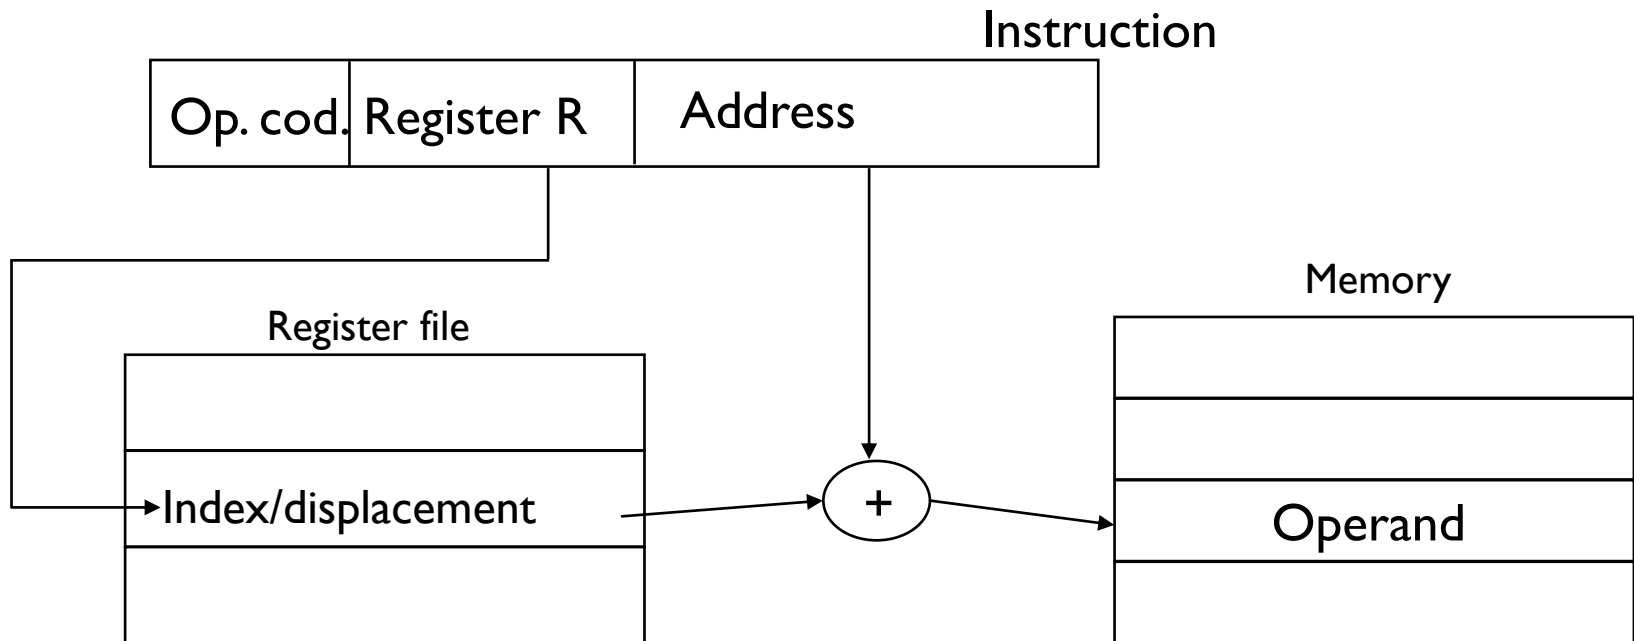 Instruction
Op. cod. Register R Address
Memory
Register file
Index/displacement + Operand